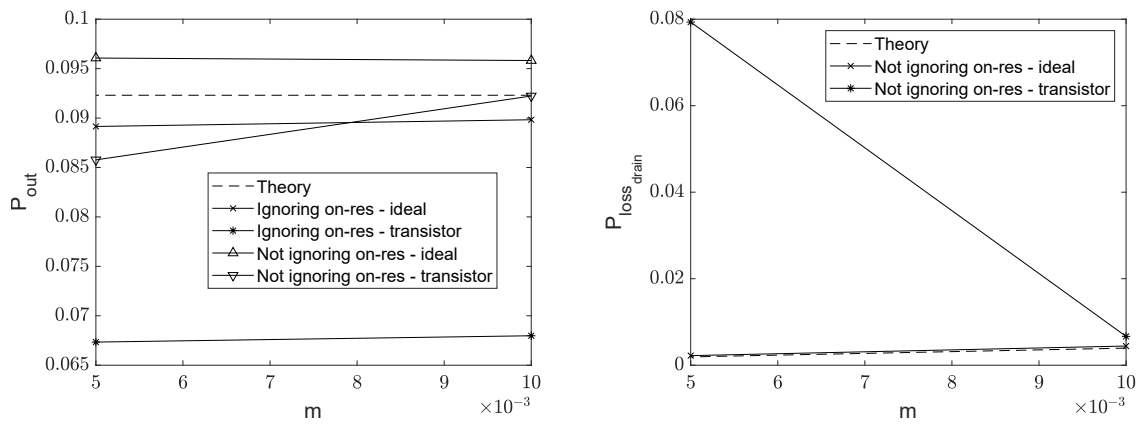 0.1
0.095
0.09
0.085
0.08
0.075
0.07
0.065
P_out
5 6 7 8 9 10
×10⁻³
m
Theory
Ignoring on-res - ideal
Ignoring on-res - transistor
Not ignoring on-res - ideal
Not ignoring on-res - transistor
0.08
0.06
0.04
0.02
0
P_loss_drain
5 6 7 8 9 10
×10⁻³
m
Theory
Not ignoring on-res - ideal
Not ignoring on-res - transistor